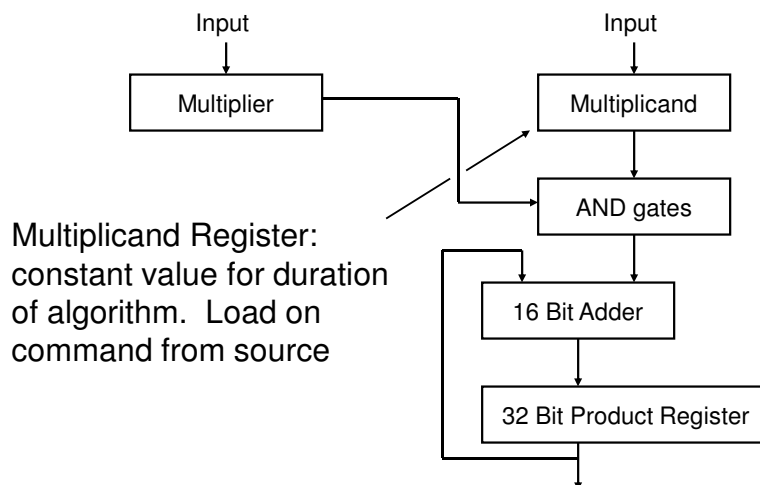 Input
Input
Multiplier
Multiplicand
AND gates
Multiplicand Register:
constant value for duration
of algorithm.  Load on
command from source
16 Bit Adder
32 Bit Product Register